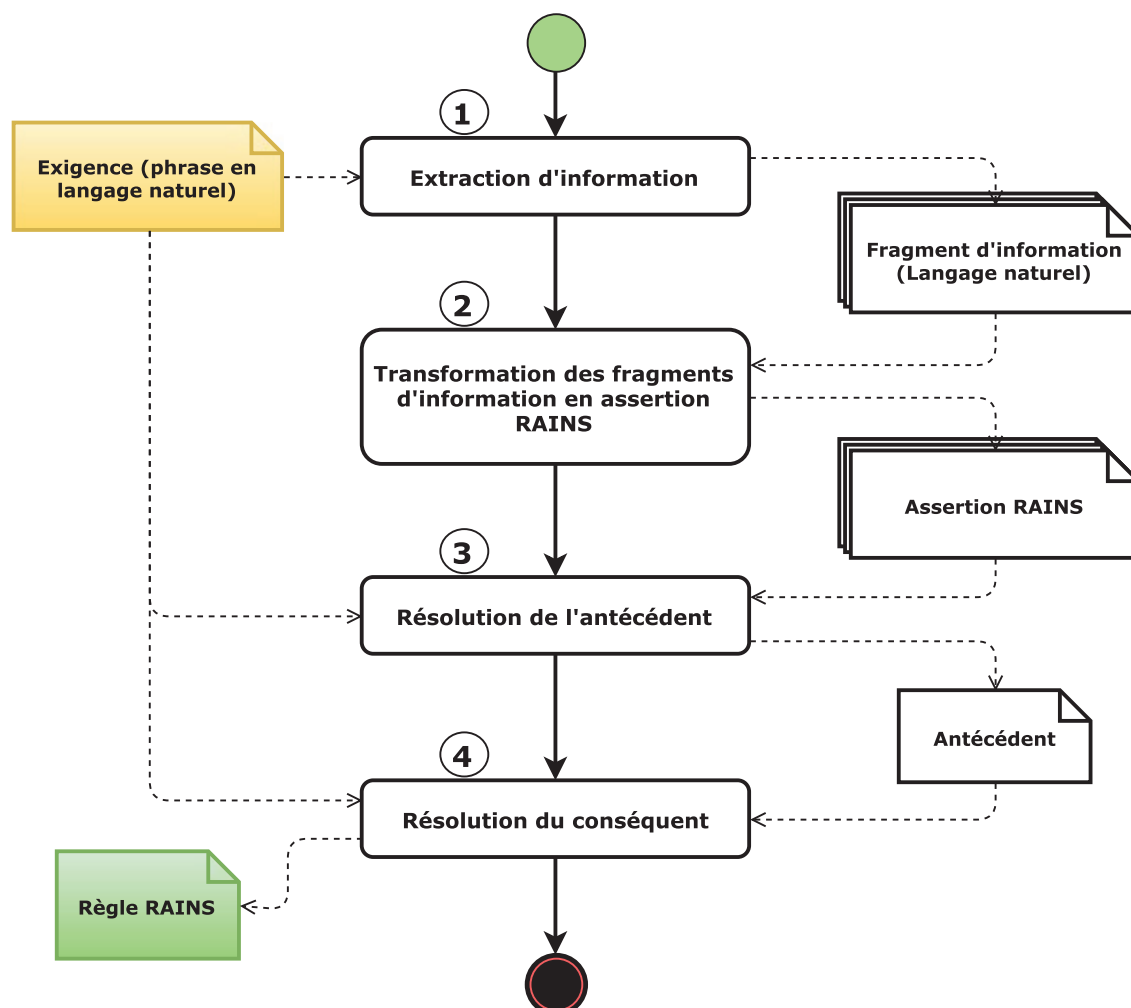 1
Exigence (phrase en
langage naturel)
Extraction d'information
Fragment d'information
(Langage naturel)
2
Transformation des fragments
d'information en assertion
RAINS
Assertion RAINS
3
Résolution de l'antécédent
Antécédent
4
Résolution du conséquent
Règle RAINS